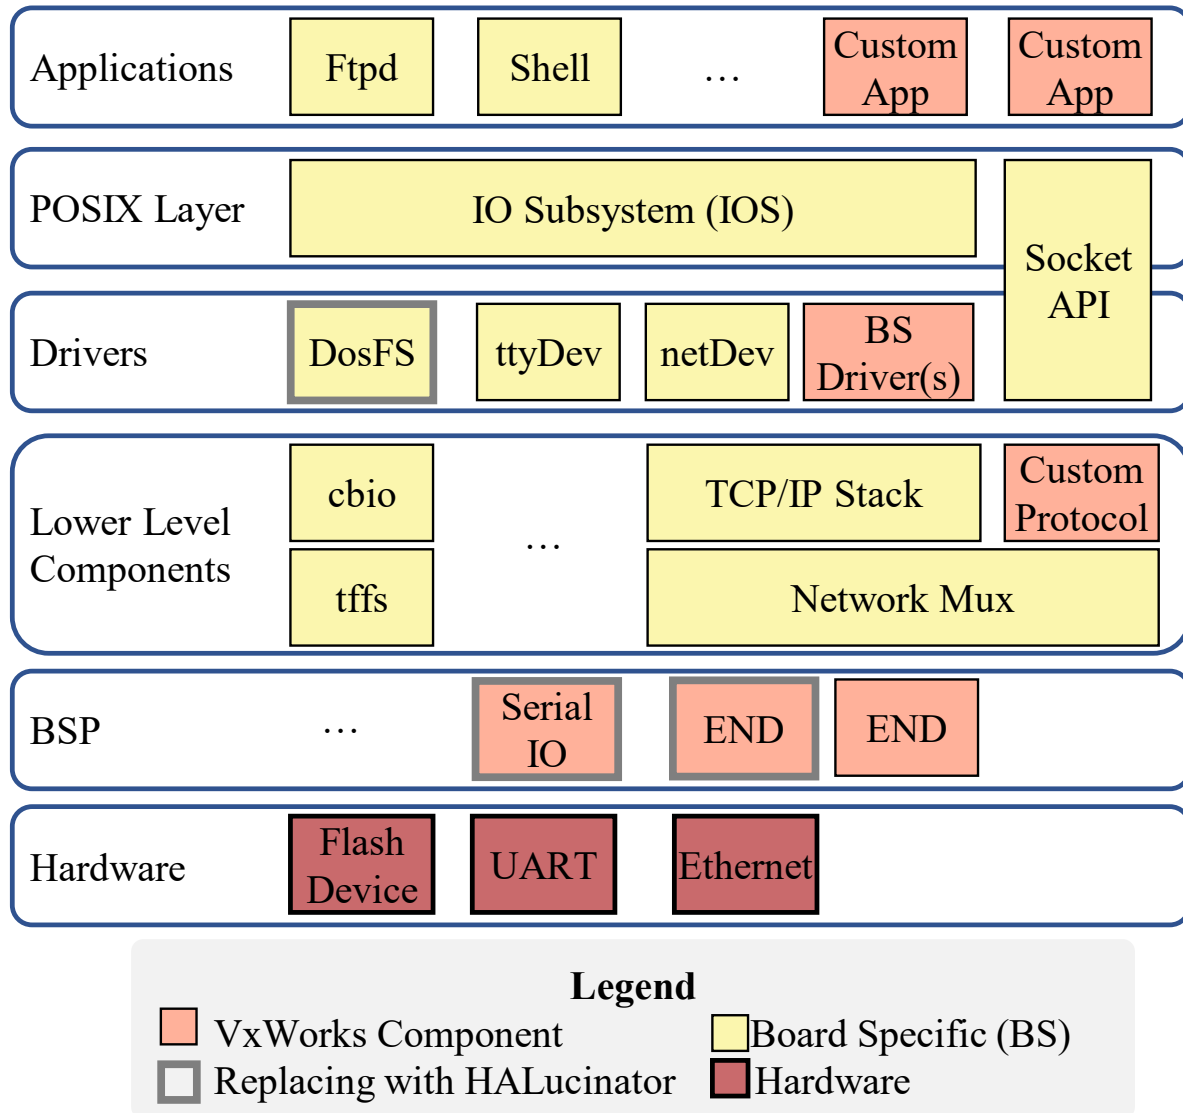 Applications
Ftpd
Shell
...
Custom
App
Custom
App
POSIX Layer
IO Subsystem (IOS)
Socket
API
Drivers
DosFS
ttyDev
netDev
BS
Driver(s)
Lower Level
Components
cbio
tffs
...
TCP/IP Stack
Custom
Protocol
Network Mux
BSP
...
Serial
IO
END
END
Hardware
Flash
Device
UART
Ethernet
Legend
VxWorks Component
Board Specific (BS)
Replacing with HALucinator
Hardware